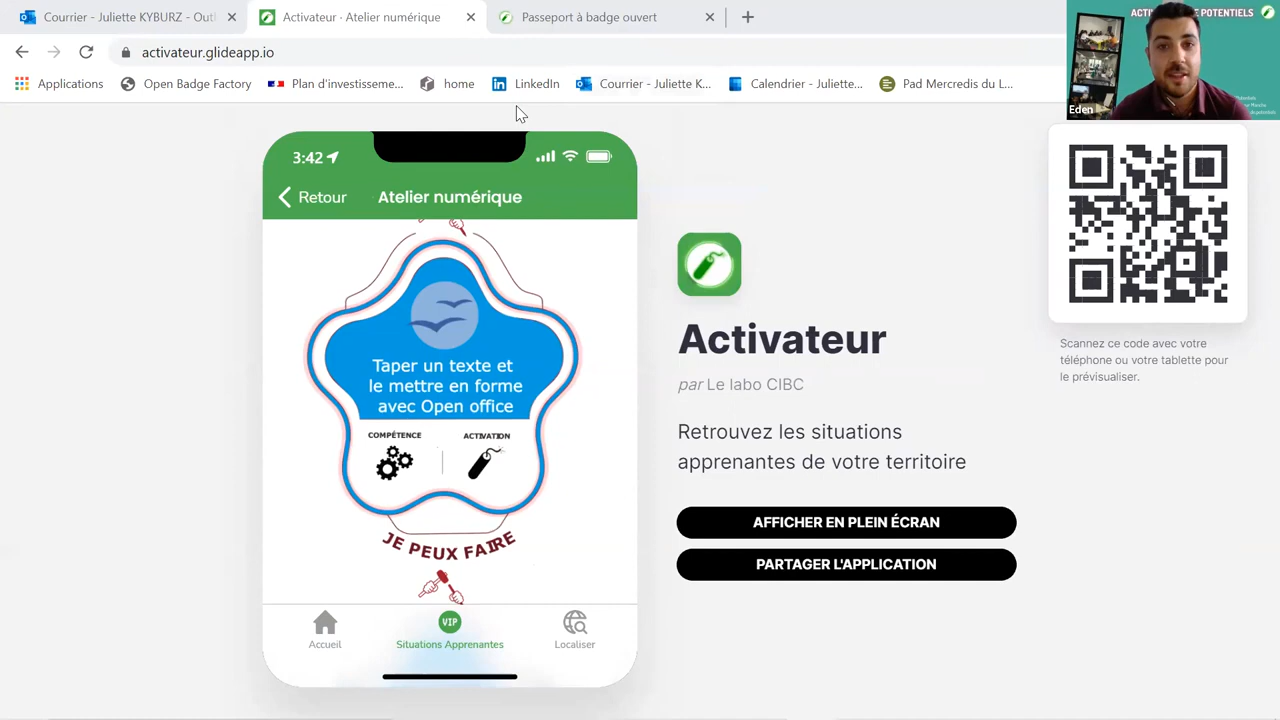 Courrier - Juliette KYBURZ - Outl
Activateur · Atelier numérique
Passeport à badge ouvert
activateur.glideapp.io
Applications
Open Badge Factory
Plan d'investisseme...
home
LinkedIn
Courrier - Juliette K...
Calendrier - Juliette...
Pad Mercredis du L...
Eden
3:42
Retour
Atelier numérique
Taper un texte et
le mettre en forme
avec Open office
COMPÉTENCE
ACTIVATION
JE PEUX FAIRE
Accueil
VIP
Situations Apprenantes
Localiser
Activateur
par Le labo CIBC
Retrouvez les situations
apprenantes de votre territoire
AFFICHER EN PLEIN ÉCRAN
PARTAGER L'APPLICATION
Scannez ce code avec votre
téléphone ou votre tablette pour
le prévisualiser.